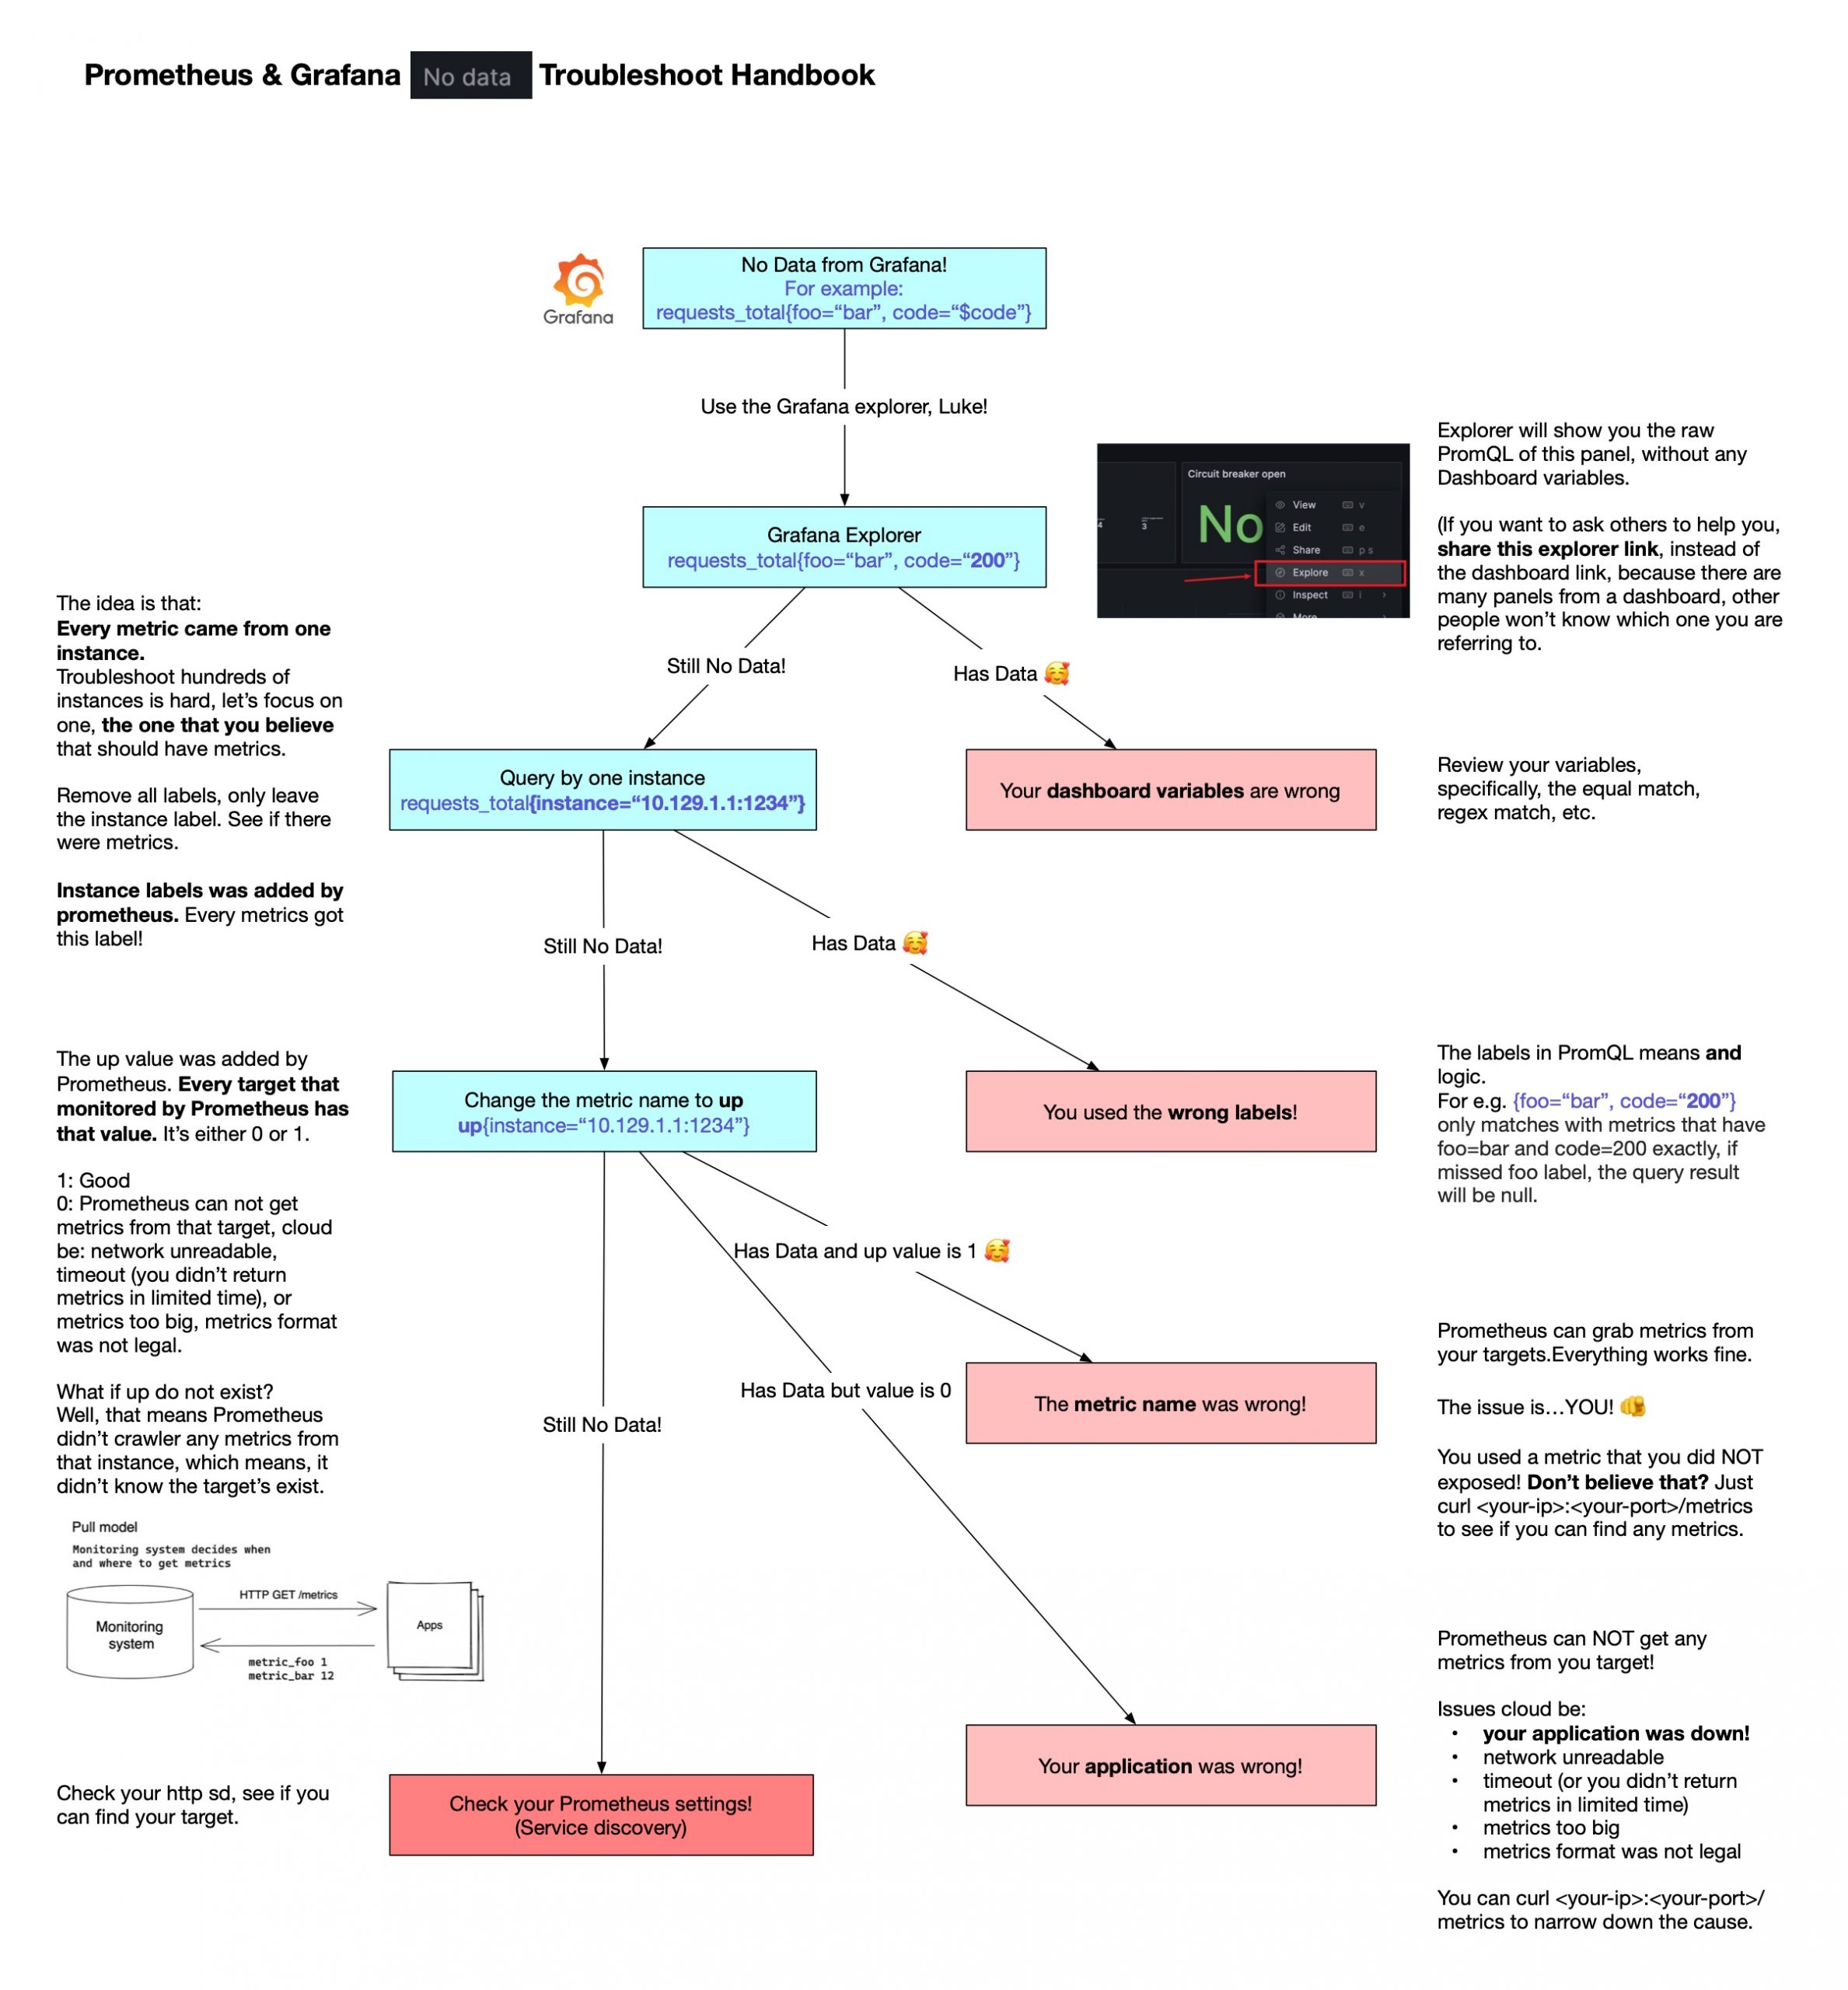 Prometheus & Grafana No data Troubleshoot Handbook
Grafana
No Data from Grafana!
For example:
requests_total{foo=“bar”, code=“$code”}
Use the Grafana explorer, Luke!
Grafana Explorer
requests_total{foo=“bar”, code=“200”}
Circuit breaker open
No
4
3
View v
Edit e
Share p s
Explore x
Inspect i
More
Explorer will show you the raw
PromQL of this panel, without any
Dashboard variables.
(If you want to ask others to help you,
share this explorer link, instead of
the dashboard link, because there are
many panels from a dashboard, other
people won’t know which one you are
referring to.
The idea is that:
Every metric came from one
instance.
Troubleshoot hundreds of
instances is hard, let’s focus on
one, the one that you believe
that should have metrics.
Remove all labels, only leave
the instance label. See if there
were metrics.
Instance labels was added by
prometheus. Every metrics got
this label!
Still No Data!
Has Data 🥰
Query by one instance
requests_total{instance=“10.129.1.1:1234”}
Your dashboard variables are wrong
Review your variables,
specifically, the equal match,
regex match, etc.
Still No Data!
Has Data 🥰
The up value was added by
Prometheus. Every target that
monitored by Prometheus has
that value. It’s either 0 or 1.
1: Good
0: Prometheus can not get
metrics from that target, cloud
be: network unreadable,
timeout (you didn’t return
metrics in limited time), or
metrics too big, metrics format
was not legal.
What if up do not exist?
Well, that means Prometheus
didn’t crawler any metrics from
that instance, which means, it
didn’t know the target’s exist.
Change the metric name to up
up{instance=“10.129.1.1:1234”}
You used the wrong labels!
The labels in PromQL means and
logic.
For e.g. {foo=“bar”, code=“200”}
only matches with metrics that have
foo=bar and code=200 exactly, if
missed foo label, the query result
will be null.
Has Data and up value is 1 🥰
Has Data but value is 0
Still No Data!
The metric name was wrong!
Prometheus can grab metrics from
your targets.Everything works fine.
The issue is...YOU! 🫵
You used a metric that you did NOT
exposed! Don’t believe that? Just
curl <your-ip>:<your-port>/metrics
to see if you can find any metrics.
Pull model
Monitoring system decides when
and where to get metrics
Monitoring
system
HTTP GET /metrics
Apps
metric_foo 1
metric_bar 12
Your application was wrong!
Prometheus can NOT get any
metrics from you target!
Issues cloud be:
• your application was down!
• network unreadable
• timeout (or you didn’t return
metrics in limited time)
• metrics too big
• metrics format was not legal
You can curl <your-ip>:<your-port>/
metrics to narrow down the cause.
Check your http sd, see if you
can find your target.
Check your Prometheus settings!
(Service discovery)